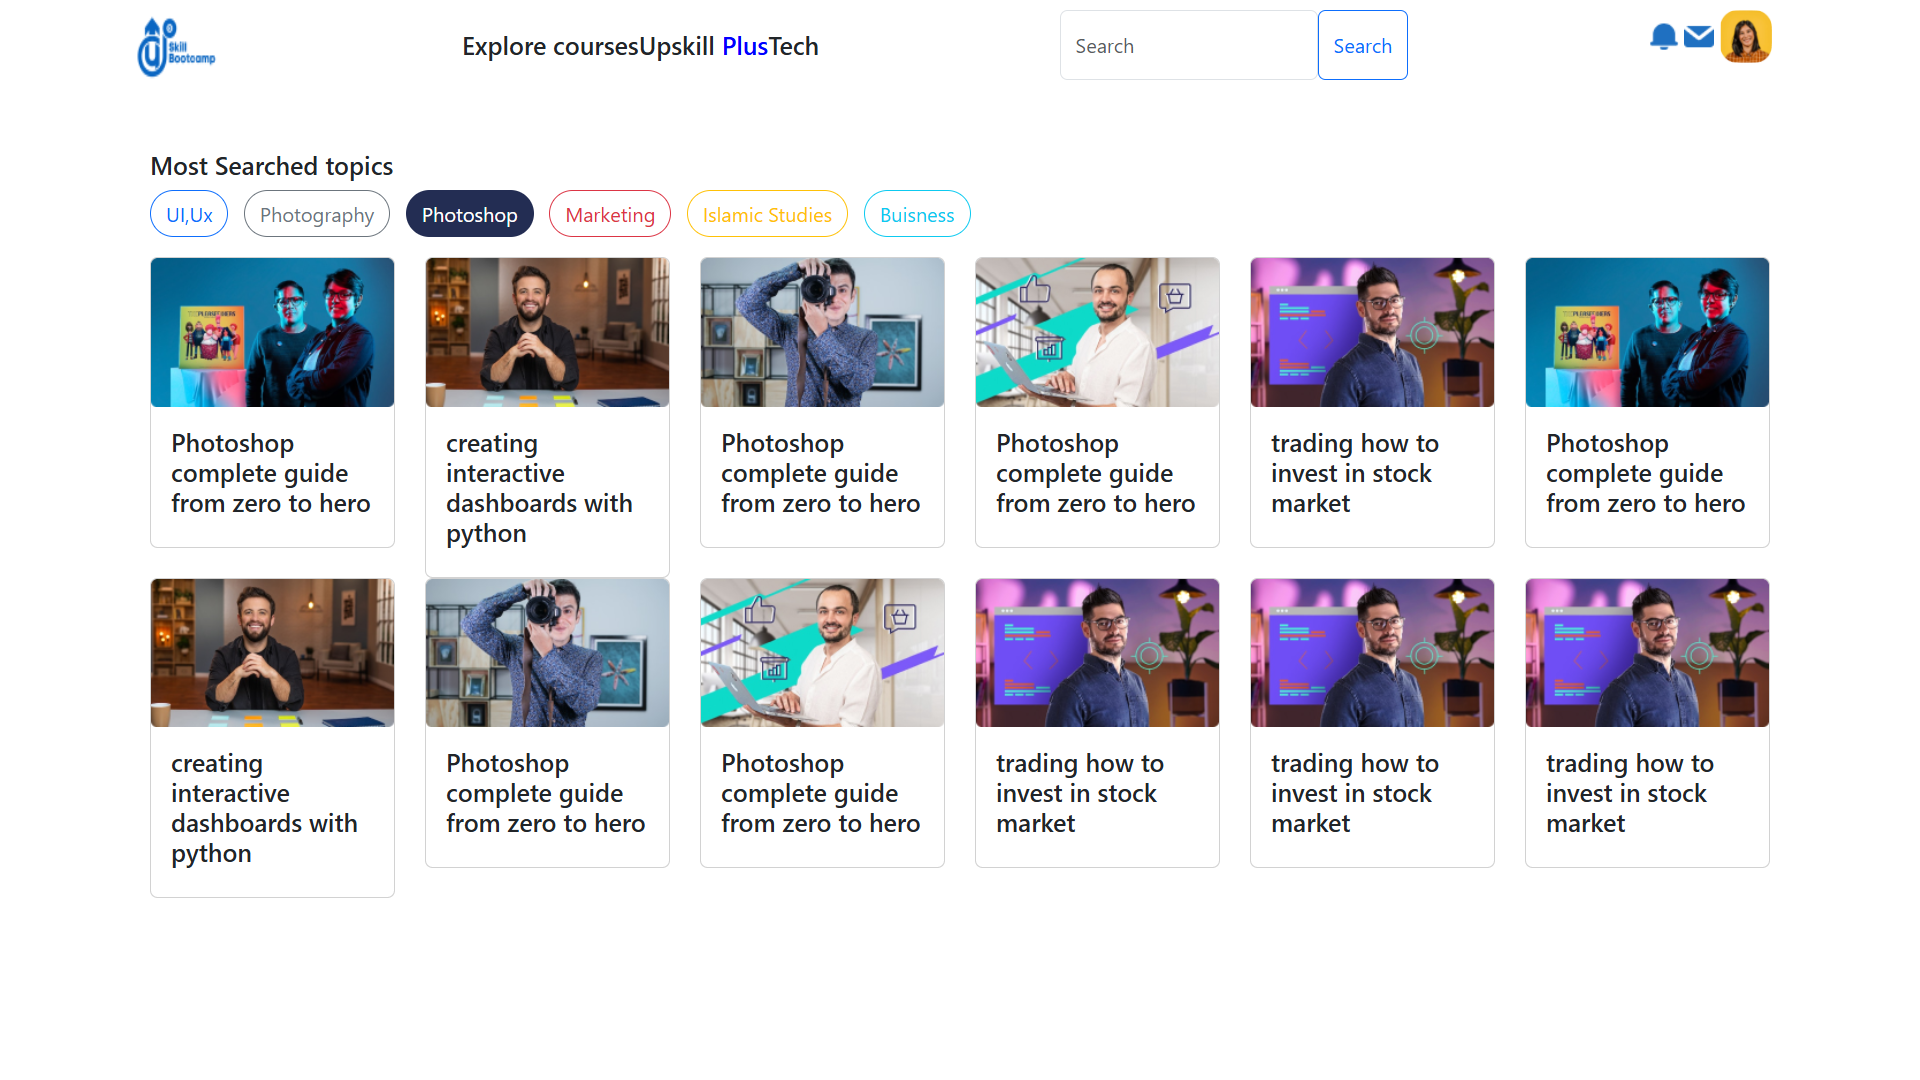 Skill
Bootcamp
Explore coursesUpskill PlusTech
Search
Search
Most Searched topics
UI,Ux
Photography
Photoshop
Marketing
Islamic Studies
Buisness
Photoshop
complete guide
from zero to hero
creating
interactive
dashboards with
python
Photoshop
complete guide
from zero to hero
Photoshop
complete guide
from zero to hero
trading how to
invest in stock
market
Photoshop
complete guide
from zero to hero
creating
interactive
dashboards with
python
Photoshop
complete guide
from zero to hero
Photoshop
complete guide
from zero to hero
trading how to
invest in stock
market
trading how to
invest in stock
market
trading how to
invest in stock
market